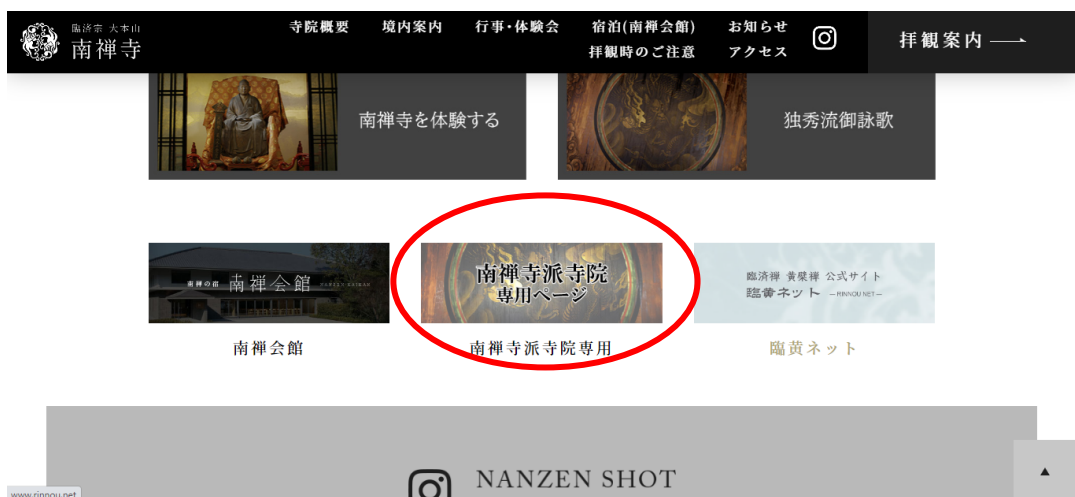 臨済宗 大本山
南禅寺
寺院概要
境内案内
行事・体験会
宿泊(南禅会館)
拝観時のご注意
お知らせ
アクセス
拝観案内
南禅寺を体験する
独秀流御詠歌
南禅の宿 南禅会館 NANZEN KAIKAN
南禅寺派寺院
専用ページ
臨済禅 黄檗禅 公式サイト
臨黄ネット −RINNOU NET−
南禅会館
南禅寺派寺院専用
臨黄ネット
NANZEN SHOT
▲
www.rinnou.net